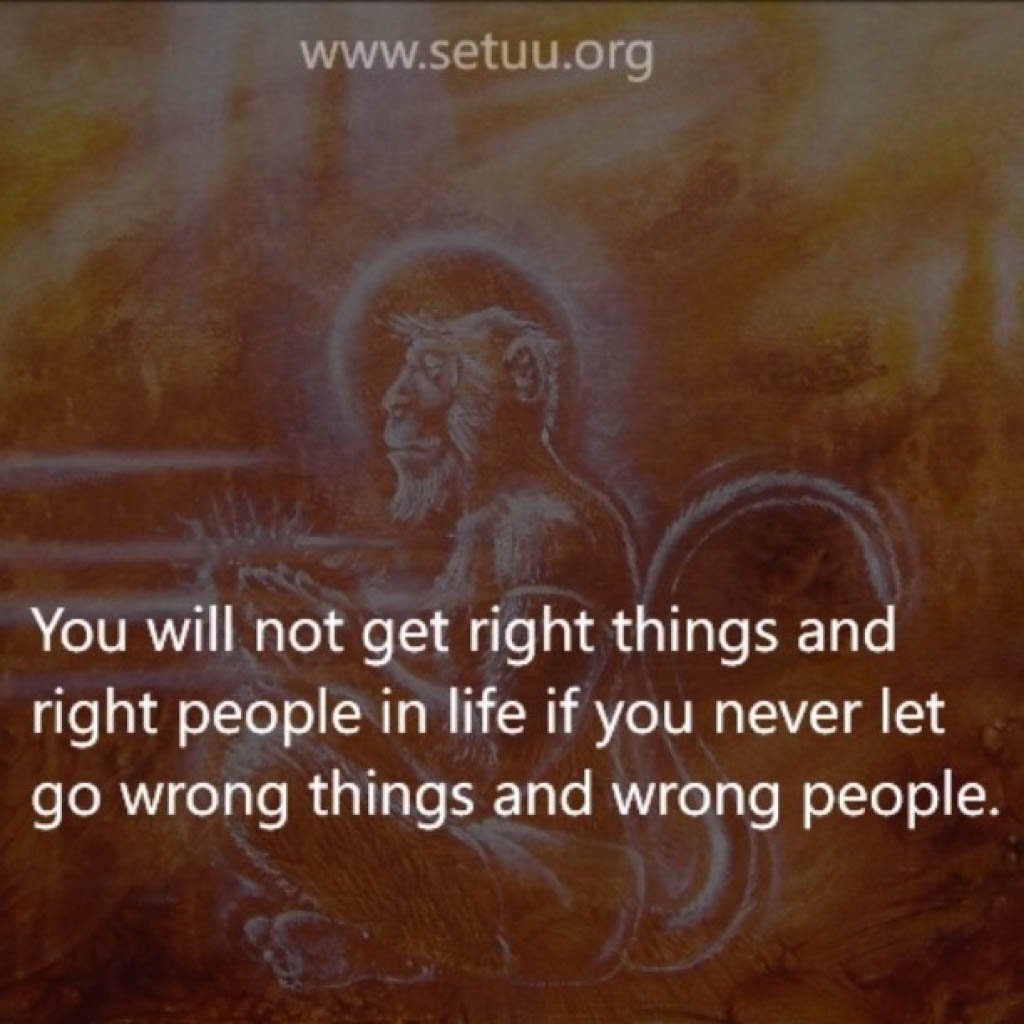 www.setuu.org
You will not get right things and
right people in life if you never let
go wrong things and wrong people.